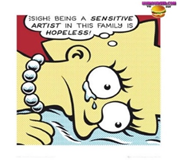 ¡SIGH! BEING A SENSITIVE
ARTIST IN THIS FAMILY IS
HOPELESS!